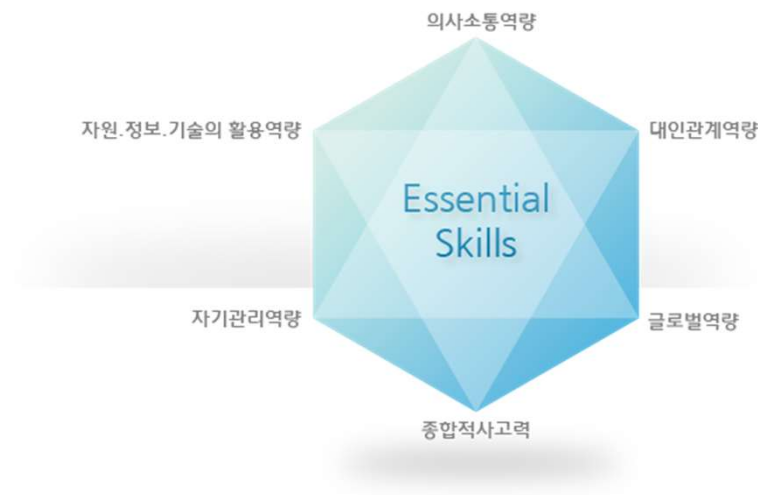 의사소통역량
자원.정보.기술의 활용역량
대인관계역량
Essential
Skills
자기관리역량
글로벌역량
종합적사고력